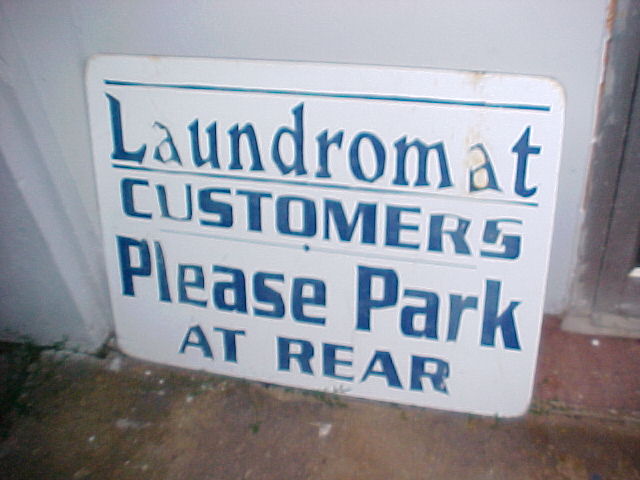 Laundromat
CUSTOMERS
Please Park
AT REAR